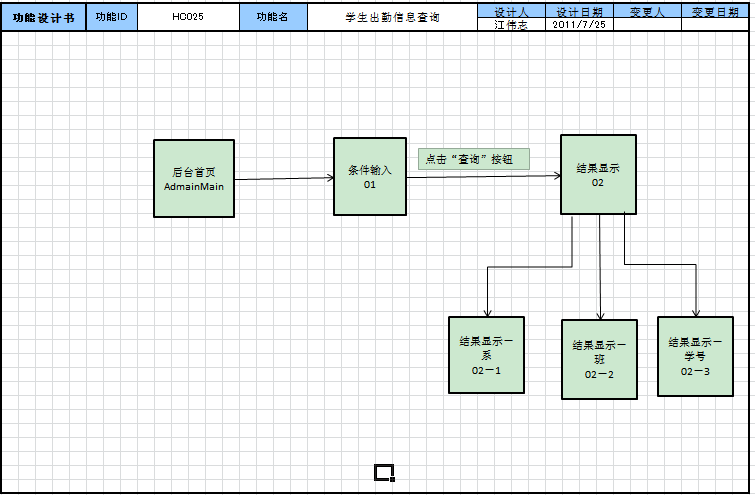 功能设计书 功能ID HC025 功能名 学生出勤信息查询 设计人 设计日期 变更人 变更日期
江伟志 2011/7/25
后台首页
AdmainMain
条件输入
01
点击“查询”按钮
结果显示
02
结果显示—
系
02—1
结果显示—
班
02—2
结果显示—
学号
02—3